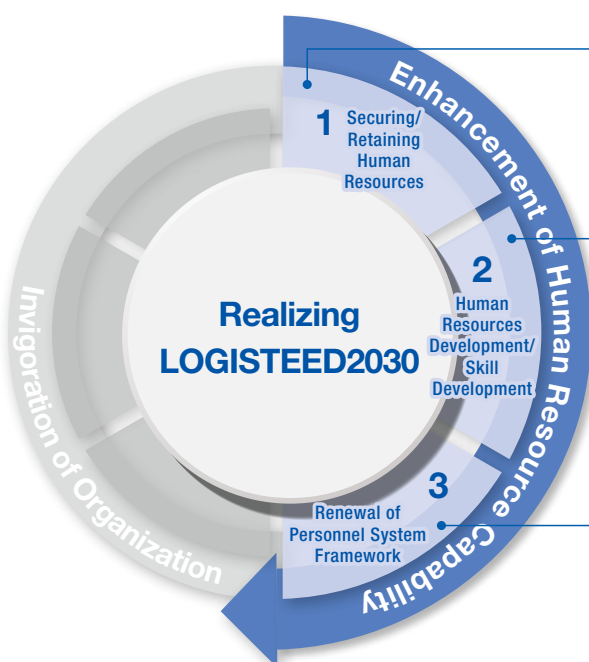 Enhancement of Human Resource Capability
1 Securing/
Retaining
Human
Resources
2
Human
Resources
Development/
Skill
Development
3
Renewal of
Personnel System
Framework
Realizing
LOGISTEED2030
Invigoration of Organization